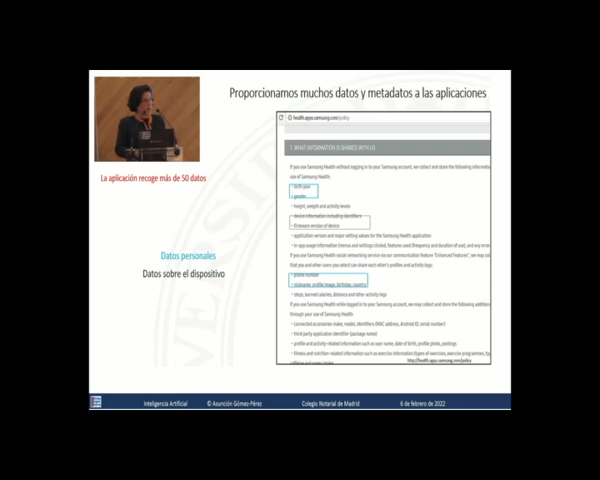 Proporcionamos muchos datos y metadatos a las aplicaciones
health.apps.samsung.com/policy
1. WHAT INFORMATION IS SHARED WITH US
If you use Samsung Health without logging in to your Samsung account, we collect and store the following informatio
use of Samsung Health:
La aplicación recoge más de 50 datos
• birth year
• gender
• height, weight and activity levels
• device information including identifiers
• firmware version of device
• application version and major setting values for the Samsung Health application
• in-app usage information (menus and settings clicked, features used (frequency and duration of use), and any error
If you use Samsung Health social networking service via our communication feature "Enhanced Features", we may col
that you and other users you select can share each other's profiles and activity logs:
Datos personales
Datos sobre el dispositivo
• phone number
• nickname, profile image, birthday, country
• steps, burned calories, distance and other activity logs
If you use Samsung Health while logged in to your Samsung account, we may collect and store the following addition
through your use of Samsung Health:
• connected accessories make, model, identifiers (MAC address, Android ID, serial number)
• third party application identifier (package name)
• profile and activity-related information such as user name, date of birth, profile photo, postings
• fitness and nutrition-related information such as exercise information (types of exercises, exercise programmes, typ
http://health.apps.samsung.com/policy
Inteligencia Artificial © Asunción Gómez-Pérez Colegio Notarial de Madrid 6 de febrero de 2022